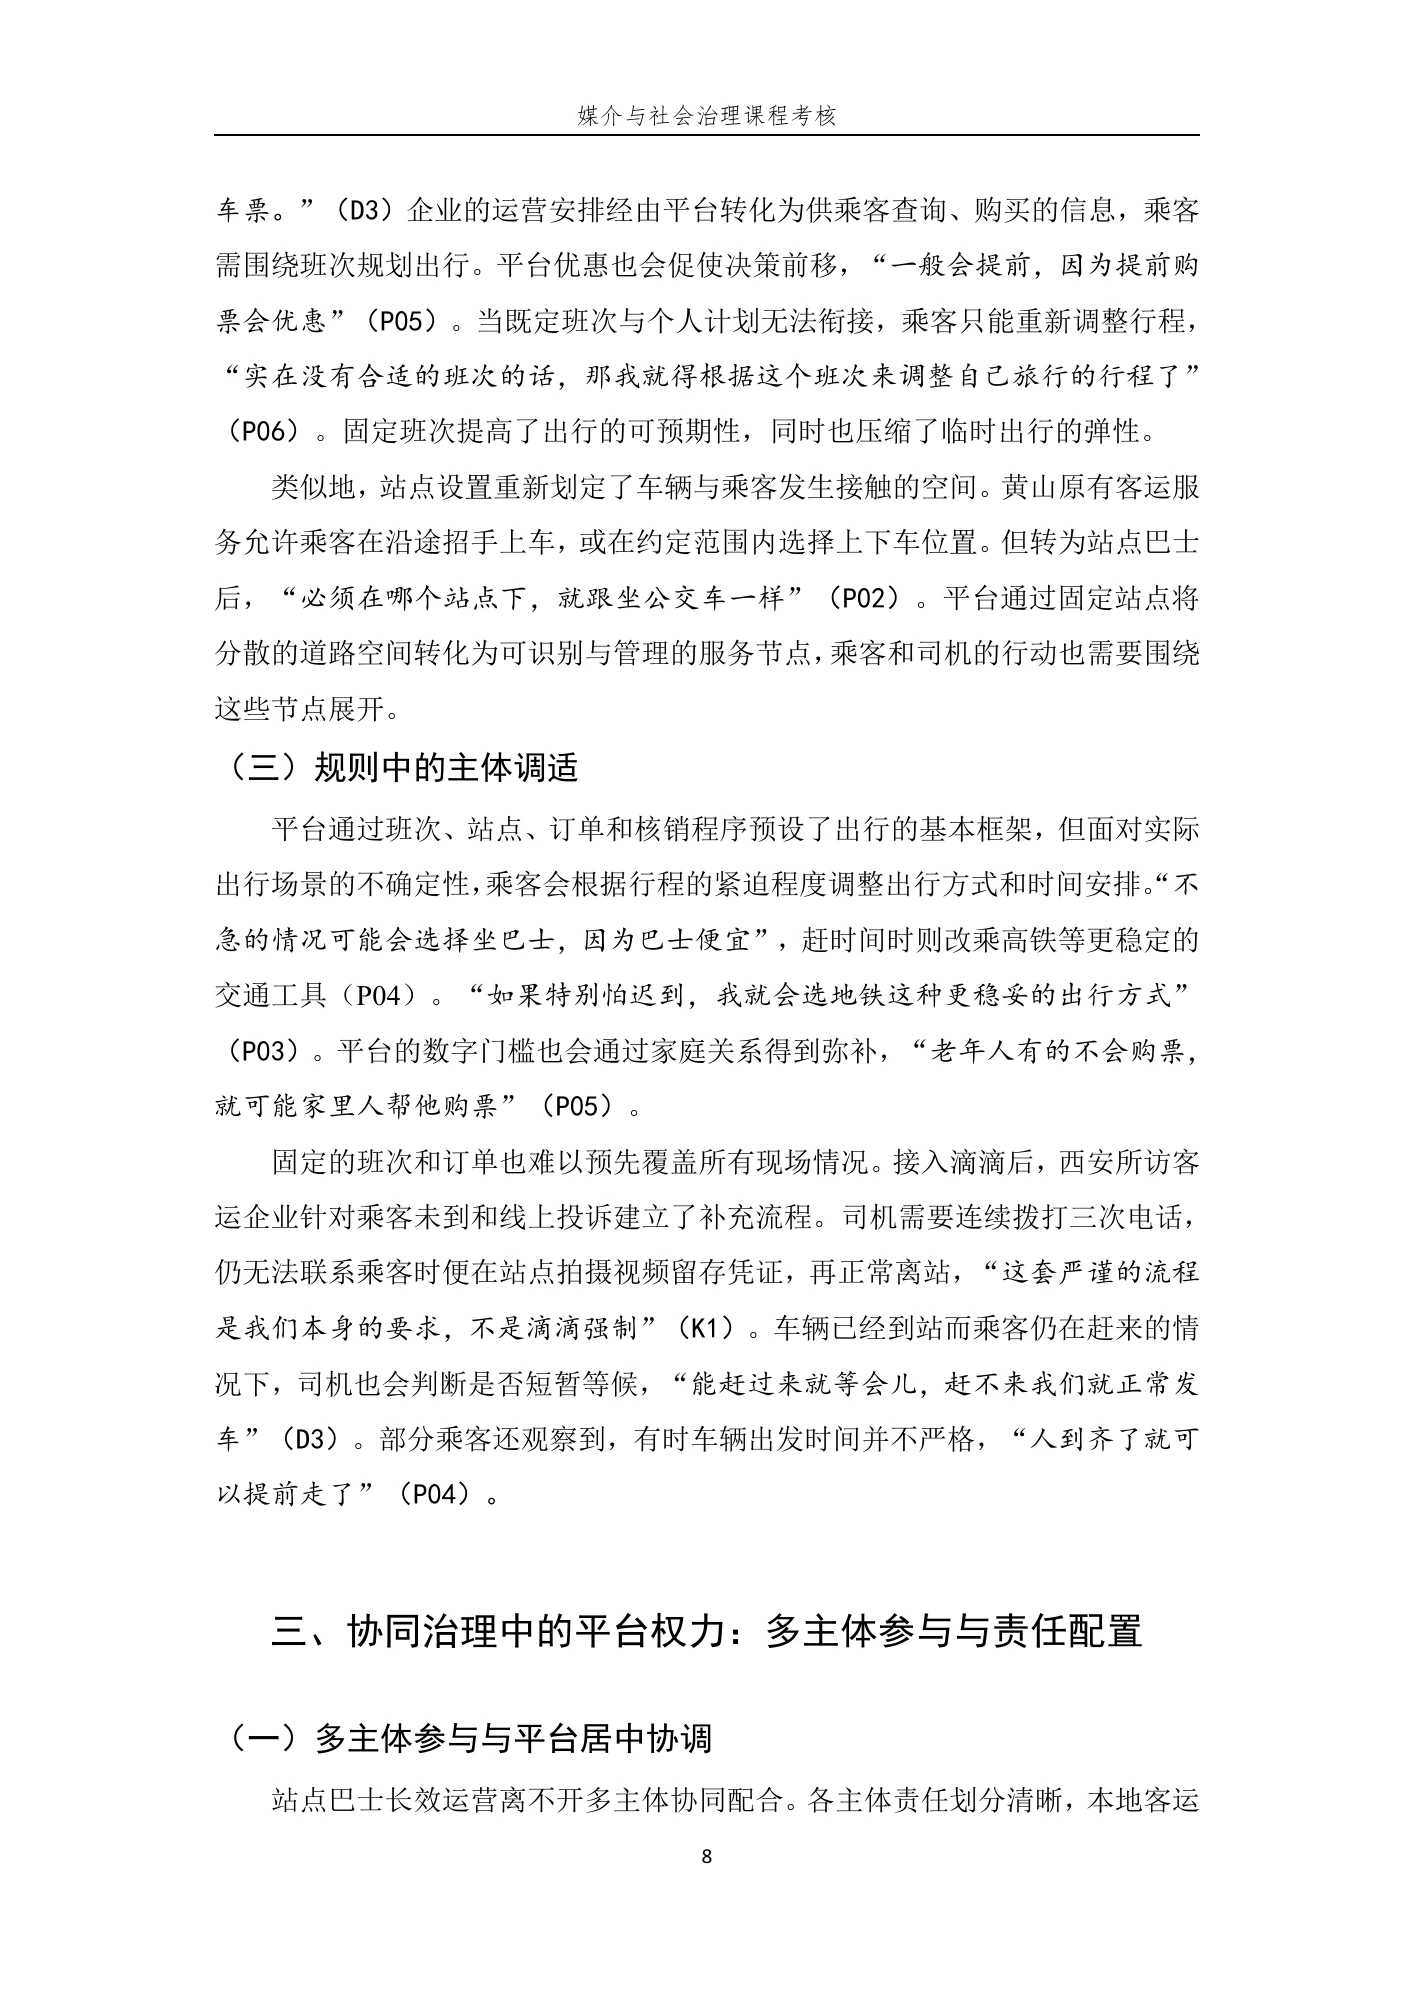 媒介与社会治理课程考核
车票。”（D3）企业的运营安排经由平台转化为供乘客查询、购买的信息，乘客
需围绕班次规划出行。平台优惠也会促使决策前移，“一般会提前，因为提前购
票会优惠”（P05）。当既定班次与个人计划无法衔接，乘客只能重新调整行程，
“实在没有合适的班次的话，那我就得根据这个班次来调整自己旅行的行程了”
（P06）。固定班次提高了出行的可预期性，同时也压缩了临时出行的弹性。
类似地，站点设置重新划定了车辆与乘客发生接触的空间。黄山原有客运服
务允许乘客在沿途招手上车，或在约定范围内选择上下车位置。但转为站点巴士
后，“必须在哪个站点下，就跟坐公交车一样”（P02）。平台通过固定站点将
分散的道路空间转化为可识别与管理的服务节点，乘客和司机的行动也需要围绕
这些节点展开。
（三）规则中的主体调适
平台通过班次、站点、订单和核销程序预设了出行的基本框架，但面对实际
出行场景的不确定性，乘客会根据行程的紧迫程度调整出行方式和时间安排。“不
急的情况可能会选择坐巴士，因为巴士便宜”，赶时间时则改乘高铁等更稳定的
交通工具（P04）。“如果特别怕迟到，我就会选地铁这种更稳妥的出行方式”
（P03）。平台的数字门槛也会通过家庭关系得到弥补，“老年人有的不会购票，
就可能家里人帮他购票”（P05）。
固定的班次和订单也难以预先覆盖所有现场情况。接入滴滴后，西安所访客
运企业针对乘客未到和线上投诉建立了补充流程。司机需要连续拨打三次电话，
仍无法联系乘客时便在站点拍摄视频留存凭证，再正常离站，“这套严谨的流程
是我们本身的要求，不是滴滴强制”（K1）。车辆已经到站而乘客仍在赶来的情
况下，司机也会判断是否短暂等候，“能赶过来就等会儿，赶不来我们就正常发
车”（D3）。部分乘客还观察到，有时车辆出发时间并不严格，“人到齐了就可
以提前走了”（P04）。
三、协同治理中的平台权力：多主体参与与责任配置
（一）多主体参与与平台居中协调
站点巴士长效运营离不开多主体协同配合。各主体责任划分清晰，本地客运
8